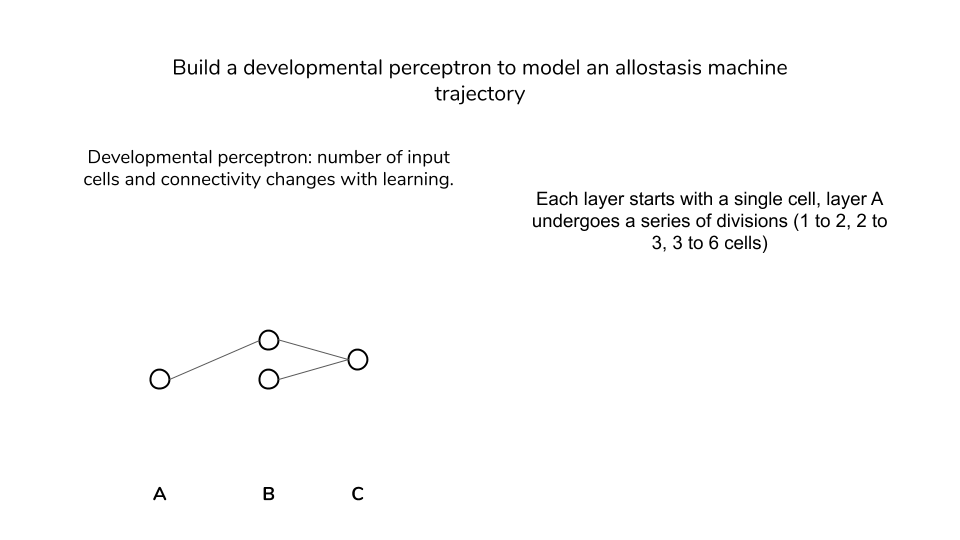 Build a developmental perceptron to model an allostasis machine
trajectory
Developmental perceptron: number of input
cells and connectivity changes with learning.
Each layer starts with a single cell, layer A
undergoes a series of divisions (1 to 2, 2 to
3, 3 to 6 cells)
A B C